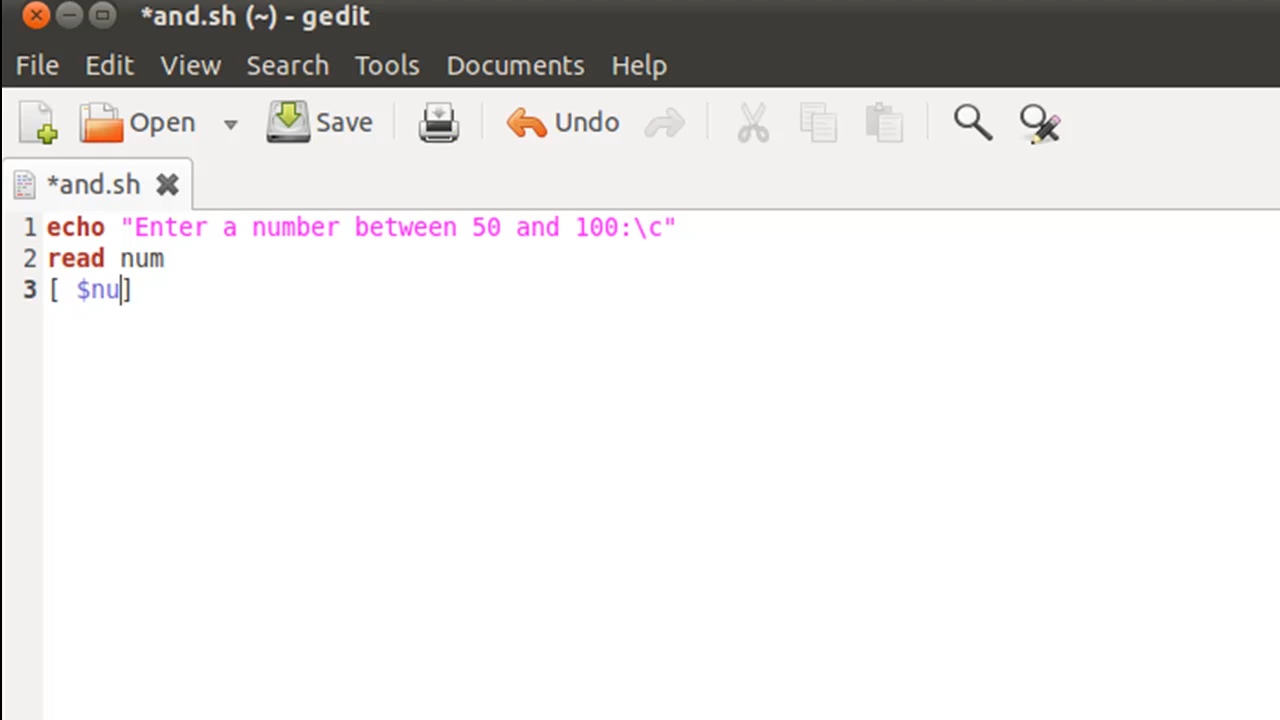 *and.sh (~) - gedit
File Edit View Search Tools Documents Help
Open Save Undo
*and.sh
1 echo "Enter a number between 50 and 100:\c"
2 read num
3 [ $nu]